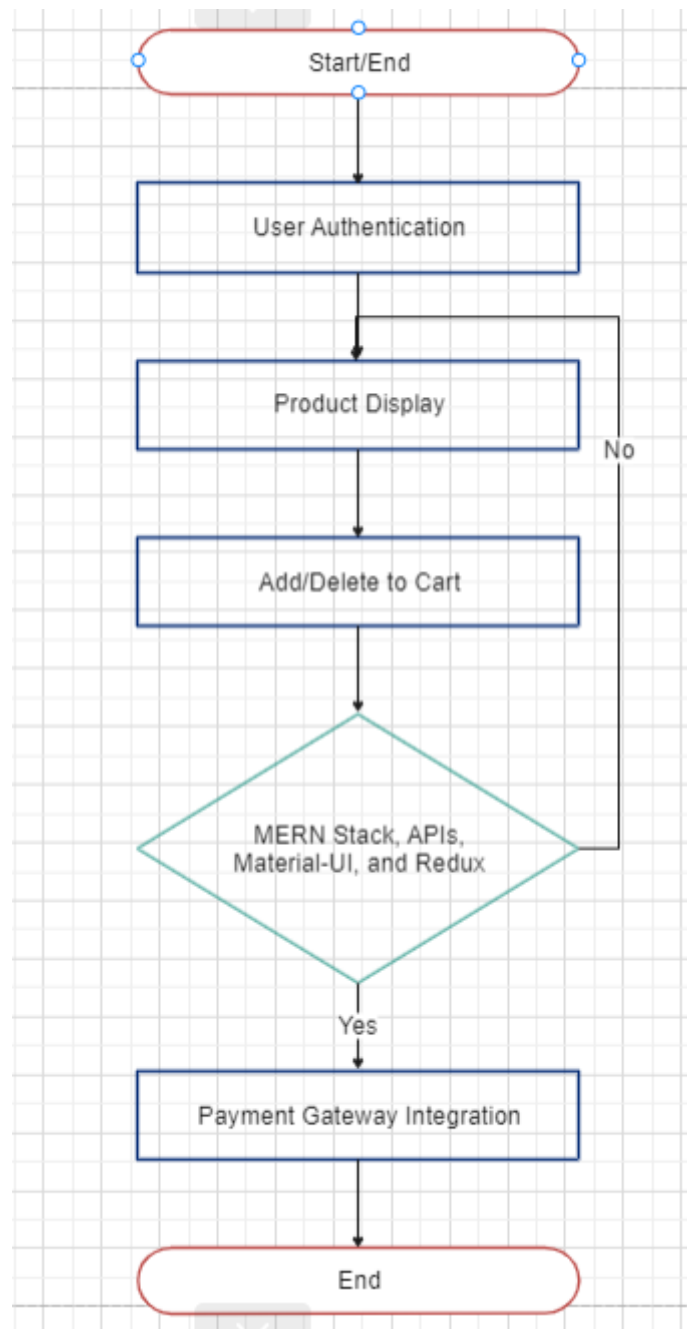 Start/End
User Authentication
Product Display
No
Add/Delete to Cart
MERN Stack, APIs,
Material-UI, and Redux
Yes
Payment Gateway Integration
End